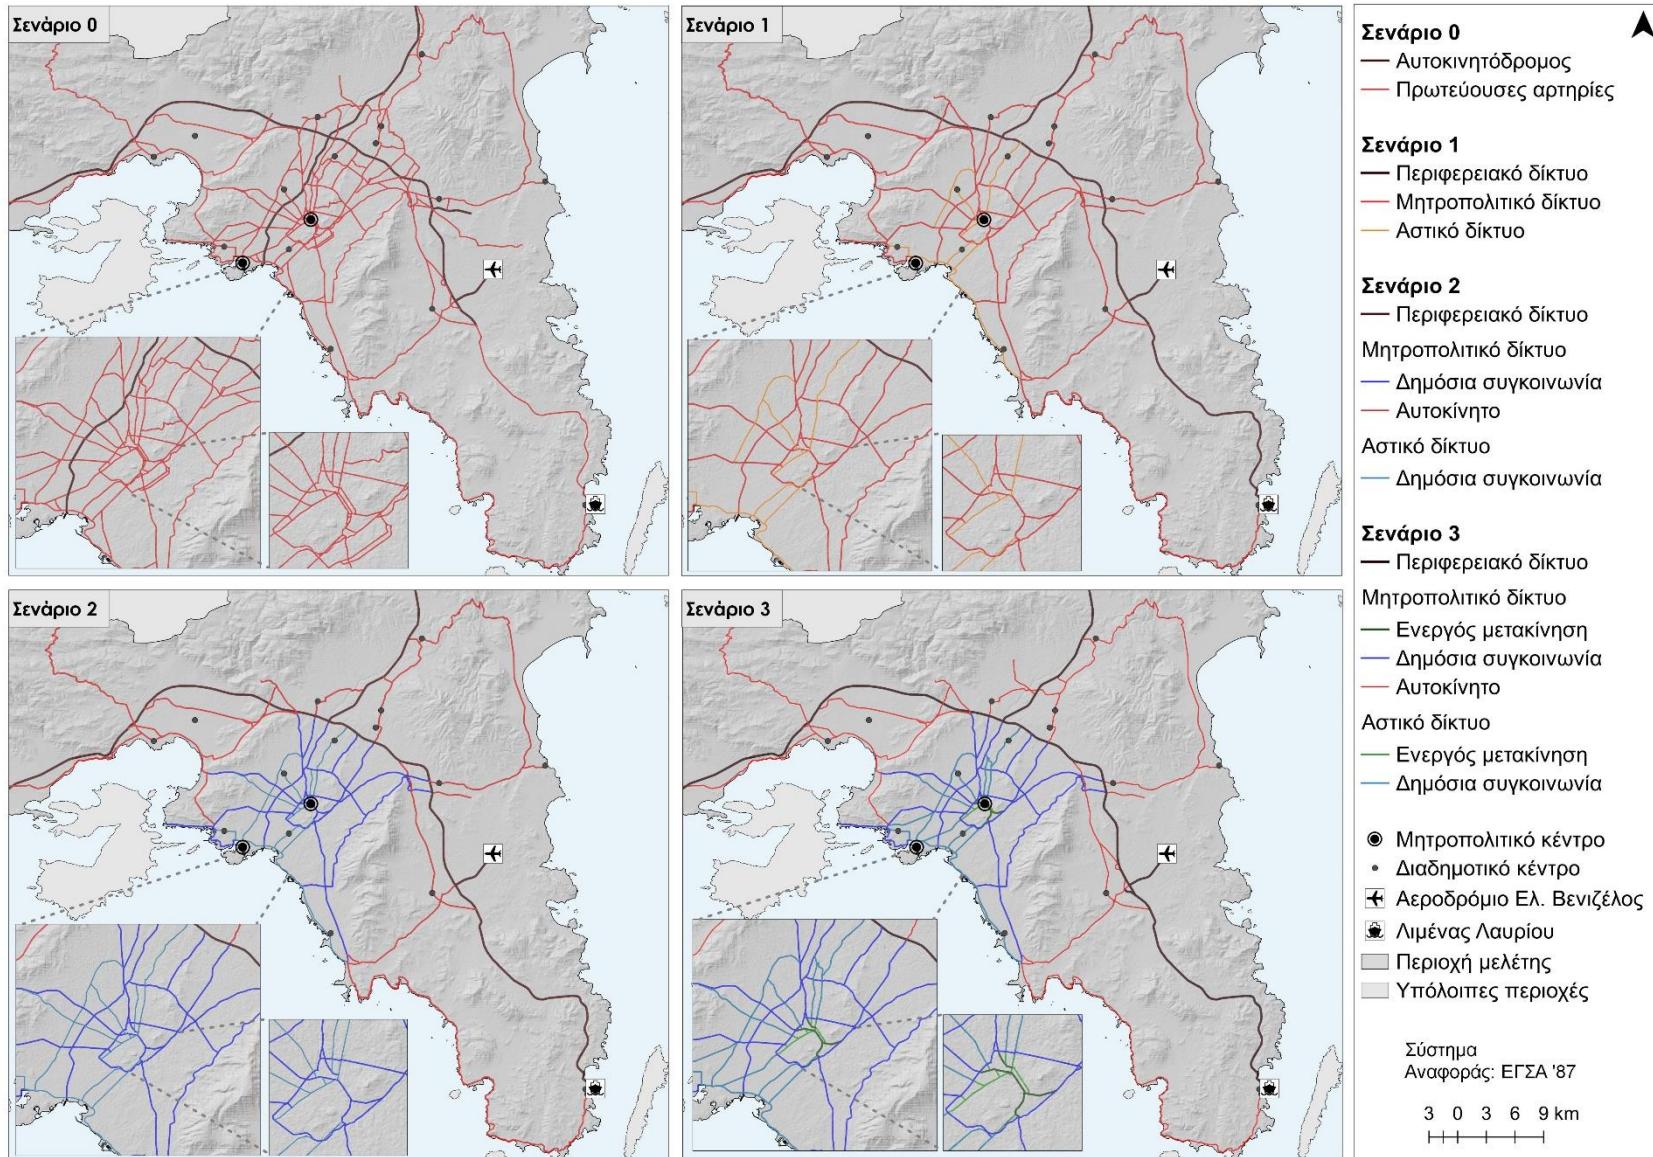 Σενάριο 0
Σενάριο 1
Σενάριο 2
Σενάριο 3
Σενάριο 0
Αυτοκινητόδρομος
Πρωτεύουσες αρτηρίες
Σενάριο 1
Περιφερειακό δίκτυο
Μητροπολιτικό δίκτυο
Αστικό δίκτυο
Σενάριο 2
Περιφερειακό δίκτυο
Μητροπολιτικό δίκτυο
Δημόσια συγκοινωνία
Αυτοκίνητο
Αστικό δίκτυο
Δημόσια συγκοινωνία
Σενάριο 3
Περιφερειακό δίκτυο
Μητροπολιτικό δίκτυο
Ενεργός μετακίνηση
Δημόσια συγκοινωνία
Αυτοκίνητο
Αστικό δίκτυο
Ενεργός μετακίνηση
Δημόσια συγκοινωνία
Μητροπολιτικό κέντρο
Διαδημοτικό κέντρο
Αεροδρόμιο Ελ. Βενιζέλος
Λιμένας Λαυρίου
Περιοχή μελέτης
Υπόλοιπες περιοχές
Σύστημα
Αναφοράς: ΕΓΣΑ '87
3 0 3 6 9 km